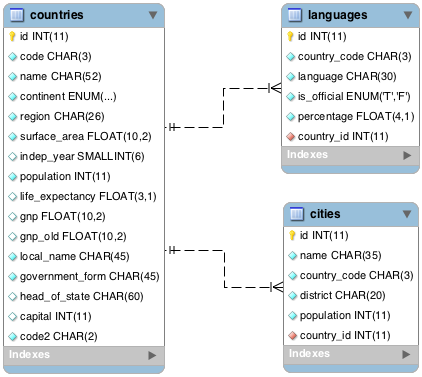 countries
id INT(11)
code CHAR(3)
name CHAR(52)
continent ENUM(...)
region CHAR(26)
surface_area FLOAT(10,2)
indep_year SMALLINT(6)
population INT(11)
life_expectancy FLOAT(3,1)
gnp FLOAT(10,2)
gnp_old FLOAT(10,2)
local_name CHAR(45)
government_form CHAR(45)
head_of_state CHAR(60)
capital INT(11)
code2 CHAR(2)
Indexes
languages
id INT(11)
country_code CHAR(3)
language CHAR(30)
is_official ENUM('T','F')
percentage FLOAT(4,1)
country_id INT(11)
Indexes
cities
id INT(11)
name CHAR(35)
country_code CHAR(3)
district CHAR(20)
population INT(11)
country_id INT(11)
Indexes